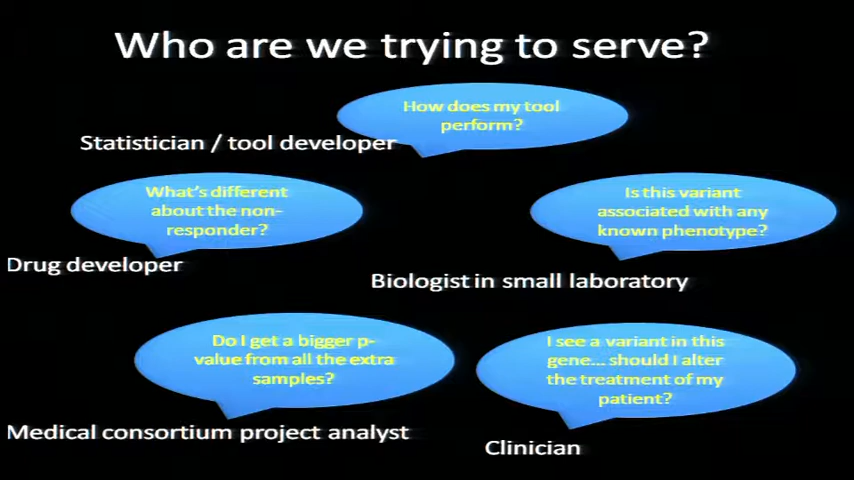 Who are we trying to serve?
How does my tool
perform?
Statistician / tool developer
What's different
about the non-
responder?
Is this variant
associated with any
known phenotype?
Drug developer
Biologist in small laboratory
Do I get a bigger p-
value from all the extra
samples?
I see a variant in this
gene... should I alter
the treatment of my
patient?
Medical consortium project analyst
Clinician